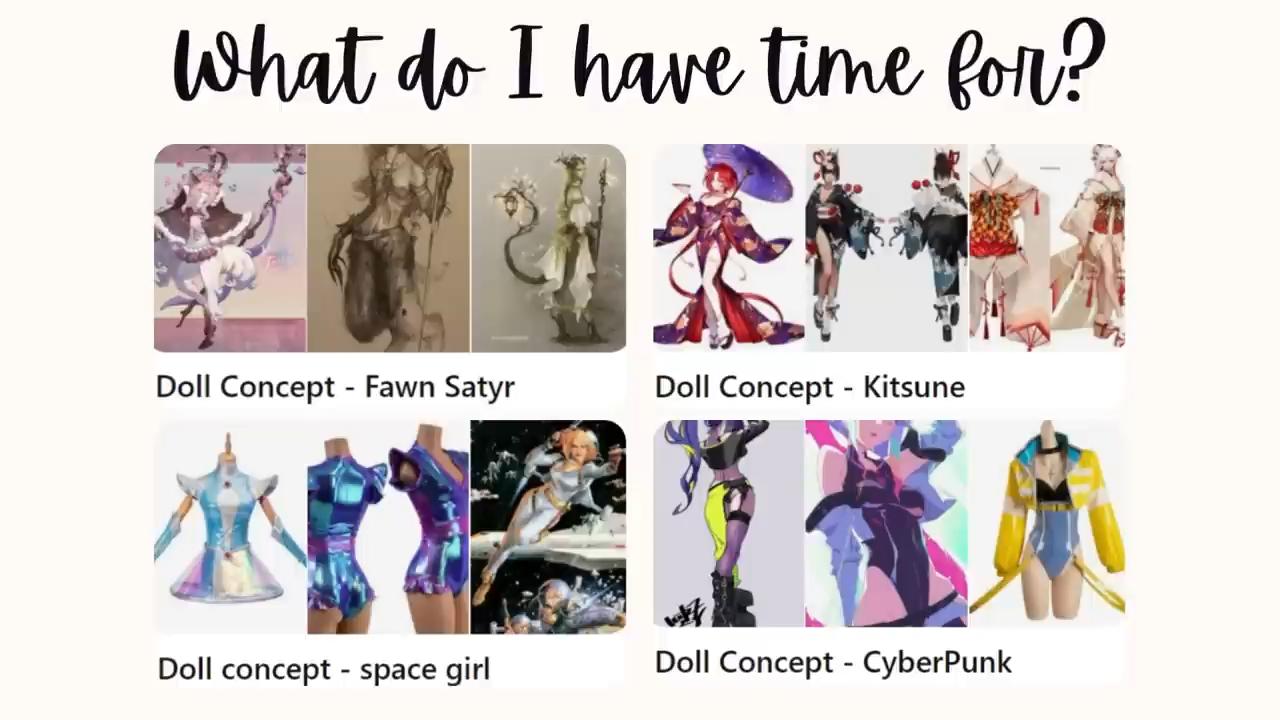 What do I have time for?
Doll Concept - Fawn Satyr
Doll Concept - Kitsune
Doll concept - space girl
Doll Concept - CyberPunk